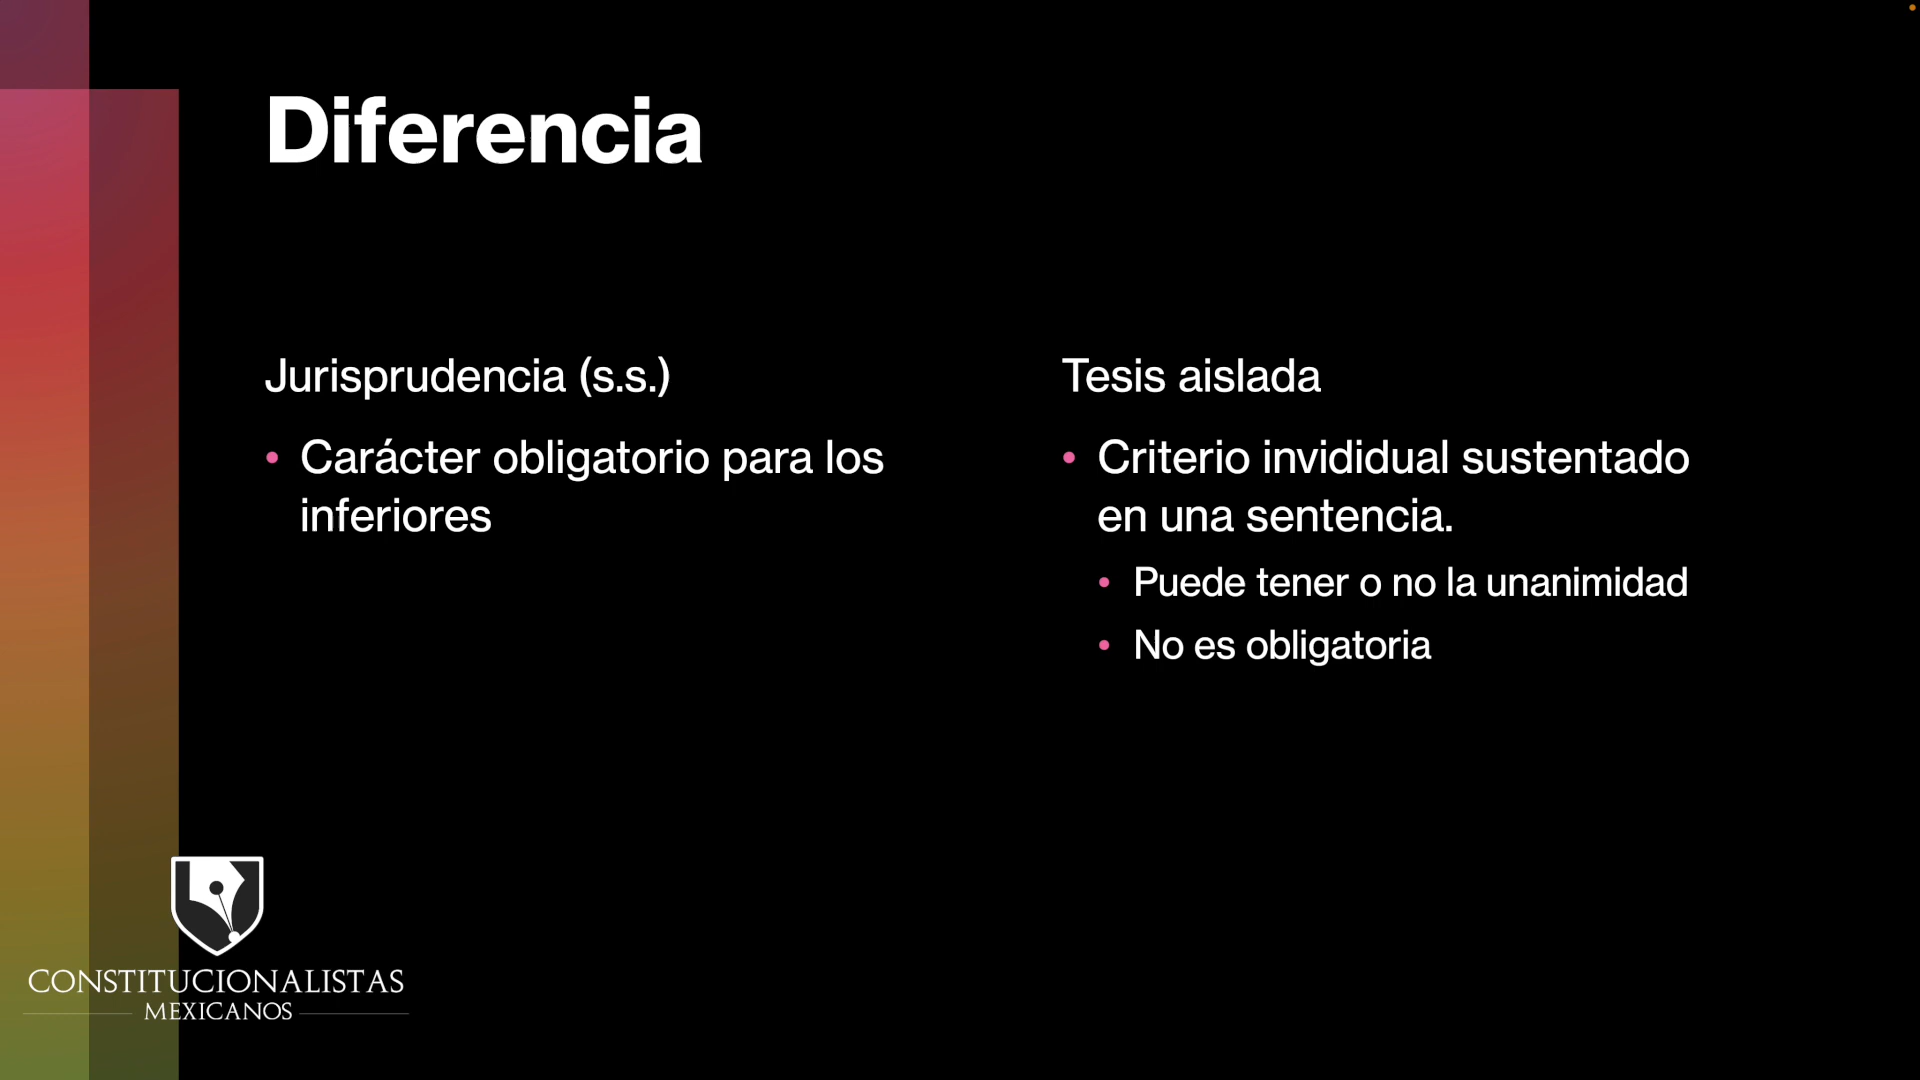 Diferencia
Jurisprudencia (s.s.)
• Carácter obligatorio para los
inferiores
Tesis aislada
• Criterio invididual sustentado
en una sentencia.
• Puede tener o no la unanimidad
• No es obligatoria
CONSTITUCIONALISTAS
MEXICANOS